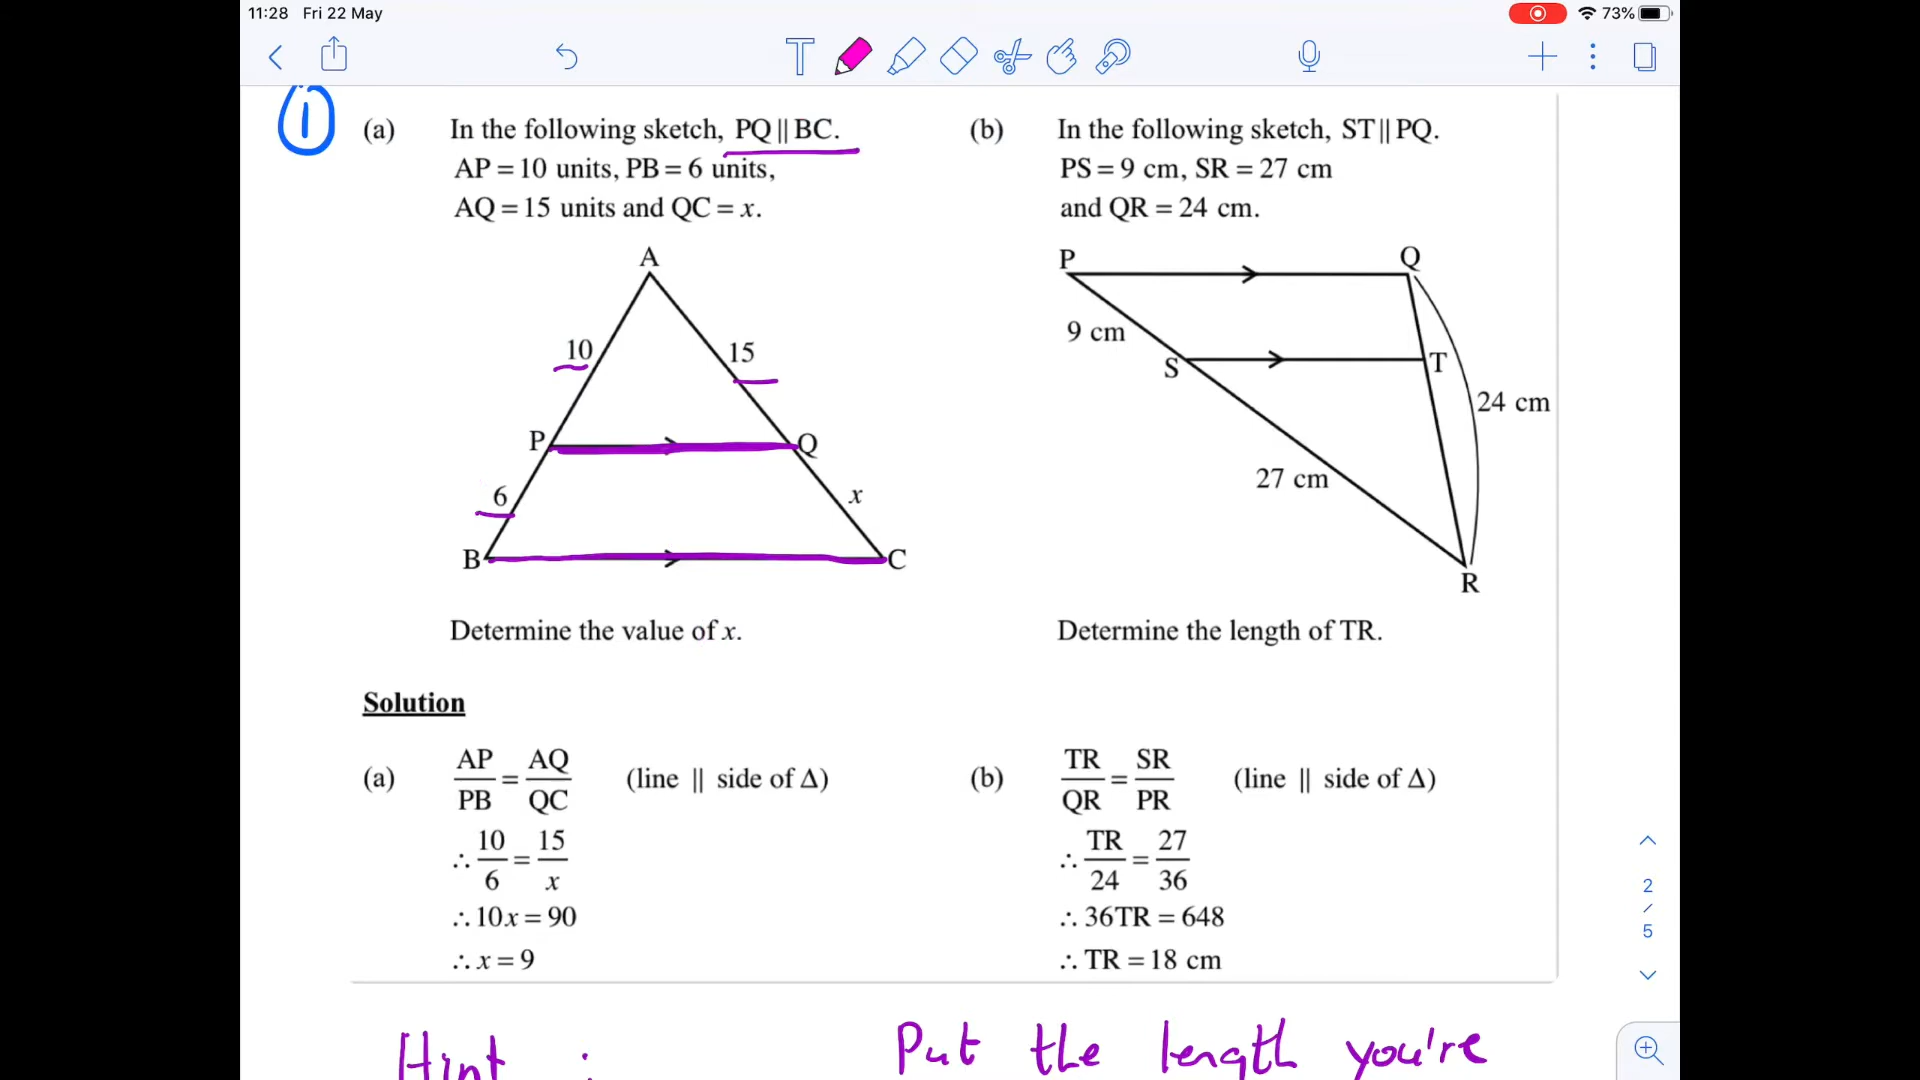 11:28 Fri 22 May
73%
T
1
(a) In the following sketch, PQ || BC.
AP = 10 units, PB = 6 units,
AQ = 15 units and QC = x.
A
10
15
P
Q
6
x
B
C
Determine the value of x.
(b) In the following sketch, ST || PQ.
PS = 9 cm, SR = 27 cm
and QR = 24 cm.
P
Q
9 cm
S
T
24 cm
27 cm
R
Determine the length of TR.
Solution
(a) AP/PB = AQ/QC (line || side of Δ)
∴ 10/6 = 15/x
∴ 10x = 90
∴ x = 9
(b) TR/QR = SR/PR (line || side of Δ)
∴ TR/24 = 27/36
∴ 36TR = 648
∴ TR = 18 cm
2
/
5
Hint : Put the length you're